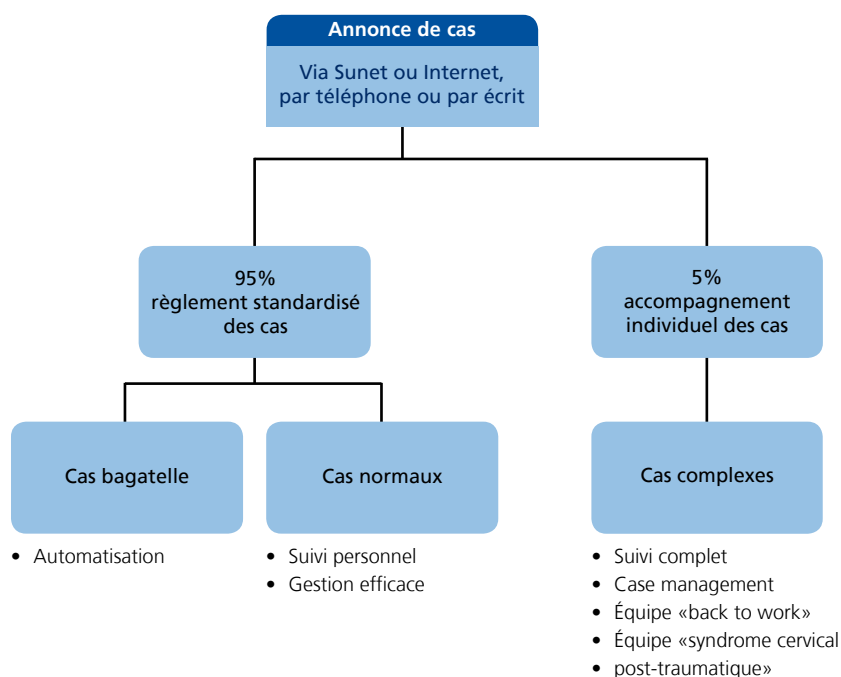 Annonce de cas
Via Sunet ou Internet,
par téléphone ou par écrit
95%
règlement standardisé
des cas
5%
accompagnement
individuel des cas
Cas bagatelle
Cas normaux
Cas complexes
• Automatisation
• Suivi personnel
• Gestion efficace
• Suivi complet
• Case management
• Équipe «back to work»
• Équipe «syndrome cervical
• post-traumatique»